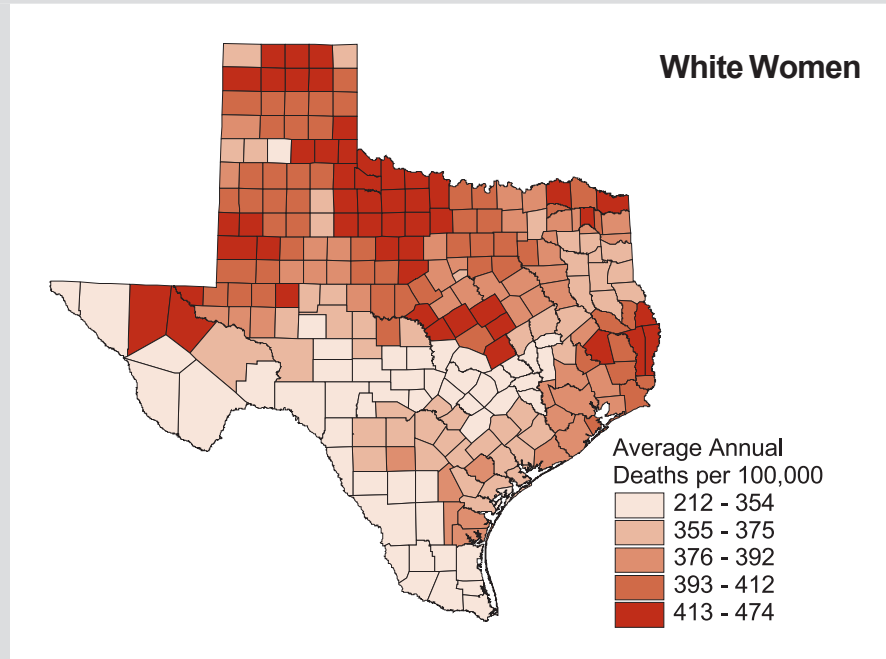 White Women
Average Annual
Deaths per 100,000
212 - 354
355 - 375
376 - 392
393 - 412
413 - 474